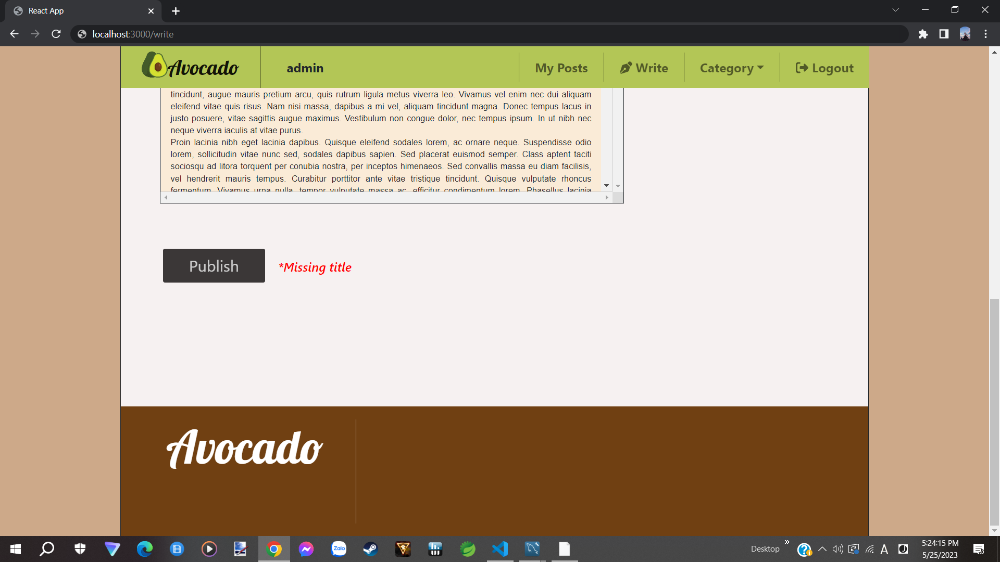 React App
localhost:3000/write
Avocado
admin
My Posts
Write
Category
Logout
tincidunt, augue mauris pretium arcu, quis rutrum ligula metus viverra leo. Vivamus vel enim nec dui aliquam
eleifend vitae quis risus. Nam nisi massa, dapibus a mi vel, aliquam tincidunt magna. Donec tempus lacus in
justo posuere, vitae sagittis augue maximus. Vestibulum non congue dolor, nec tempus ipsum. In ut nibh nec
neque viverra iaculis at vitae purus.
Proin lacinia nibh eget lacinia dapibus. Quisque eleifend sodales lorem, ac ornare neque. Suspendisse odio
lorem, sollicitudin vitae nunc sed, sodales dapibus sapien. Sed placerat euismod semper. Class aptent taciti
sociosqu ad litora torquent per conubia nostra, per inceptos himenaeos. Sed convallis massa eu diam facilisis,
vel hendrerit mauris tempus. Curabitur porttitor ante vitae tristique tincidunt. Quisque vulputate rhoncus
fermentum. Vivamus urna nulla, tempor vulputate massa ac, efficitur condimentum lorem. Phasellus lacinia
Publish
*Missing title
Avocado
Zalo
Desktop
A
5:24:15 PM
5/25/2023